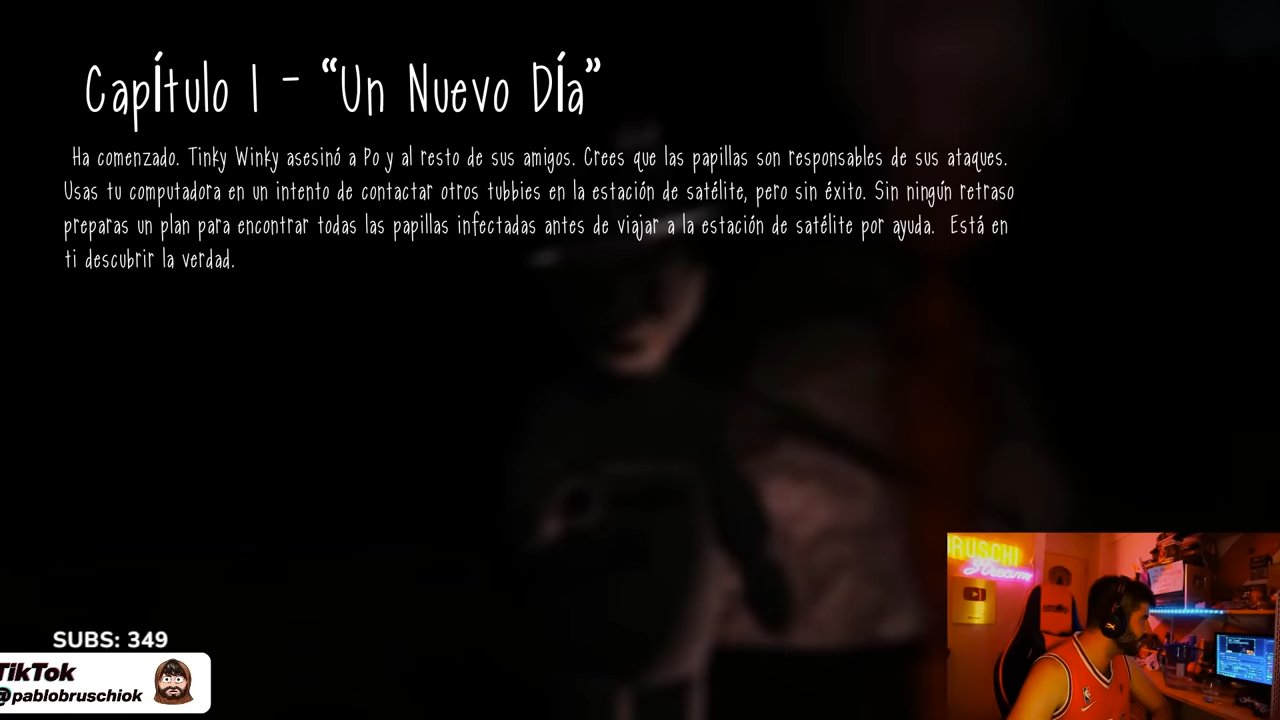 Capítulo 1 - “Un Nuevo Día”
Ha comenzado. Tinky Winky asesinó a Po y al resto de sus amigos. Crees que las papillas son responsables de sus ataques.
Usas tu computadora en un intento de contactar otros tubbies en la estación de satélite, pero sin éxito. Sin ningún retraso
preparas un plan para encontrar todas las papillas infectadas antes de viajar a la estación de satélite por ayuda. Está en
ti descubrir la verdad.
BRUSCHI
Stream
SUBS: 349
TikTok
@pablobruschiok